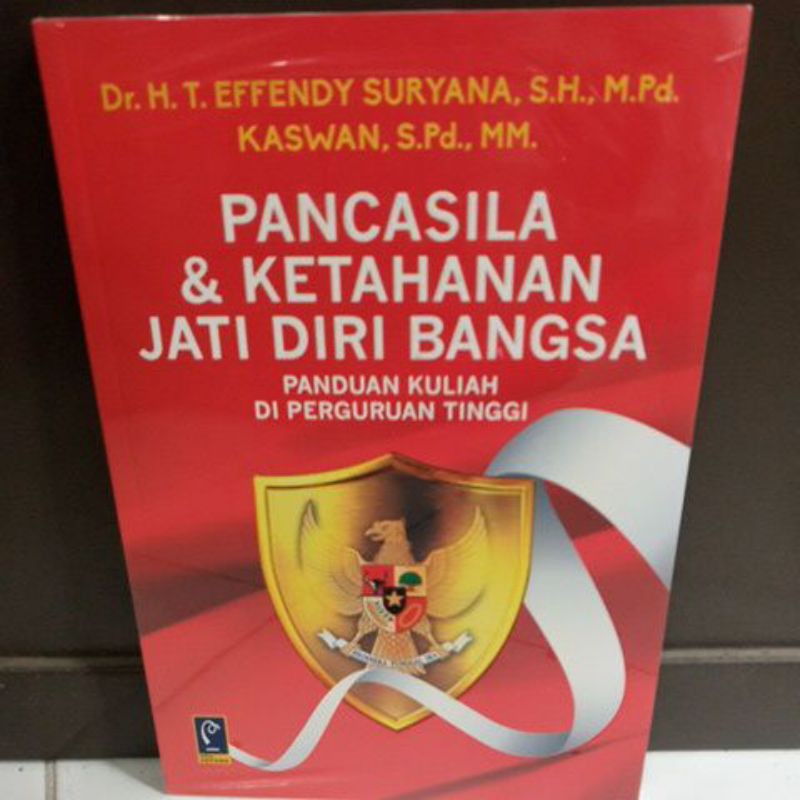 Dr. H. T. EFFENDY SURYANA, S.H., M.Pd.
KASWAN, S.Pd., MM.
PANCASILA
& KETAHANAN
JATI DIRI BANGSA
PANDUAN KULIAH
DI PERGURUAN TINGGI